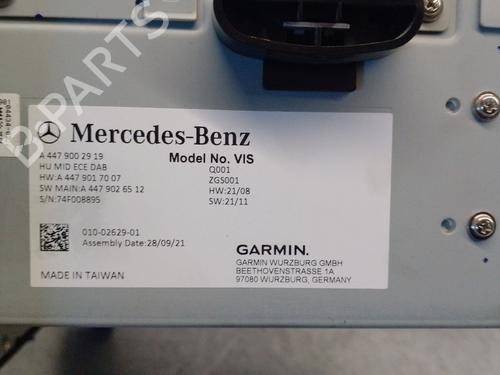 Mercedes-Benz
A 447 900 29 19
HU MID ECE DAB
HW:A 447 901 70 07
SW MAIN:A 447 902 65 12
S/N:74F008895
Model No. VIS
Q001
ZGS001
HW:21/08
SW:21/11
010-02629-01
Assembly Date:28/09/21
MADE IN TAIWAN
GARMIN.
GARMIN WURZBURG GMBH
BEETHOVENSTRASSE 1A
97080 WURZBURG, GERMANY
B-PARTS